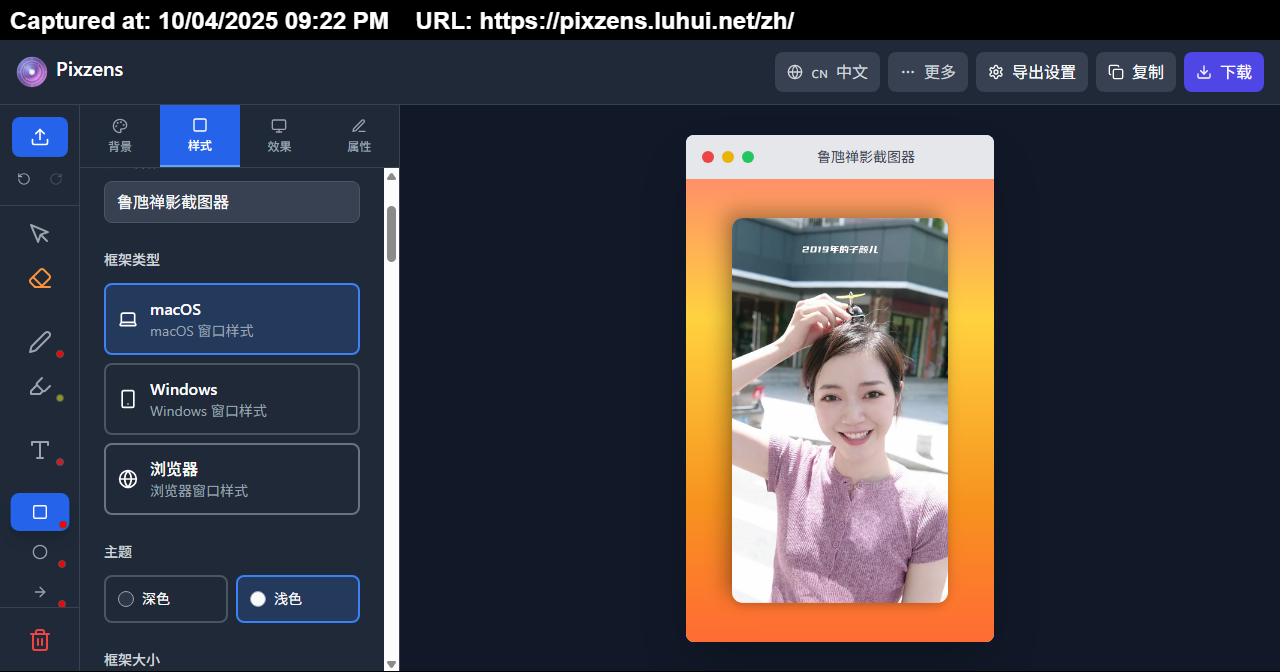 Captured at: 10/04/2025 09:22 PM URL: https://pixzens.luhui.net/zh/
Pixzens
CN 中文
更多
导出设置
复制
下载
背景
样式
效果
属性
鲁虺禅影截图器
框架类型
macOS
macOS 窗口样式
Windows
Windows 窗口样式
浏览器
浏览器窗口样式
主题
深色
浅色
框架大小
鲁虺禅影截图器
2019年的子颐儿